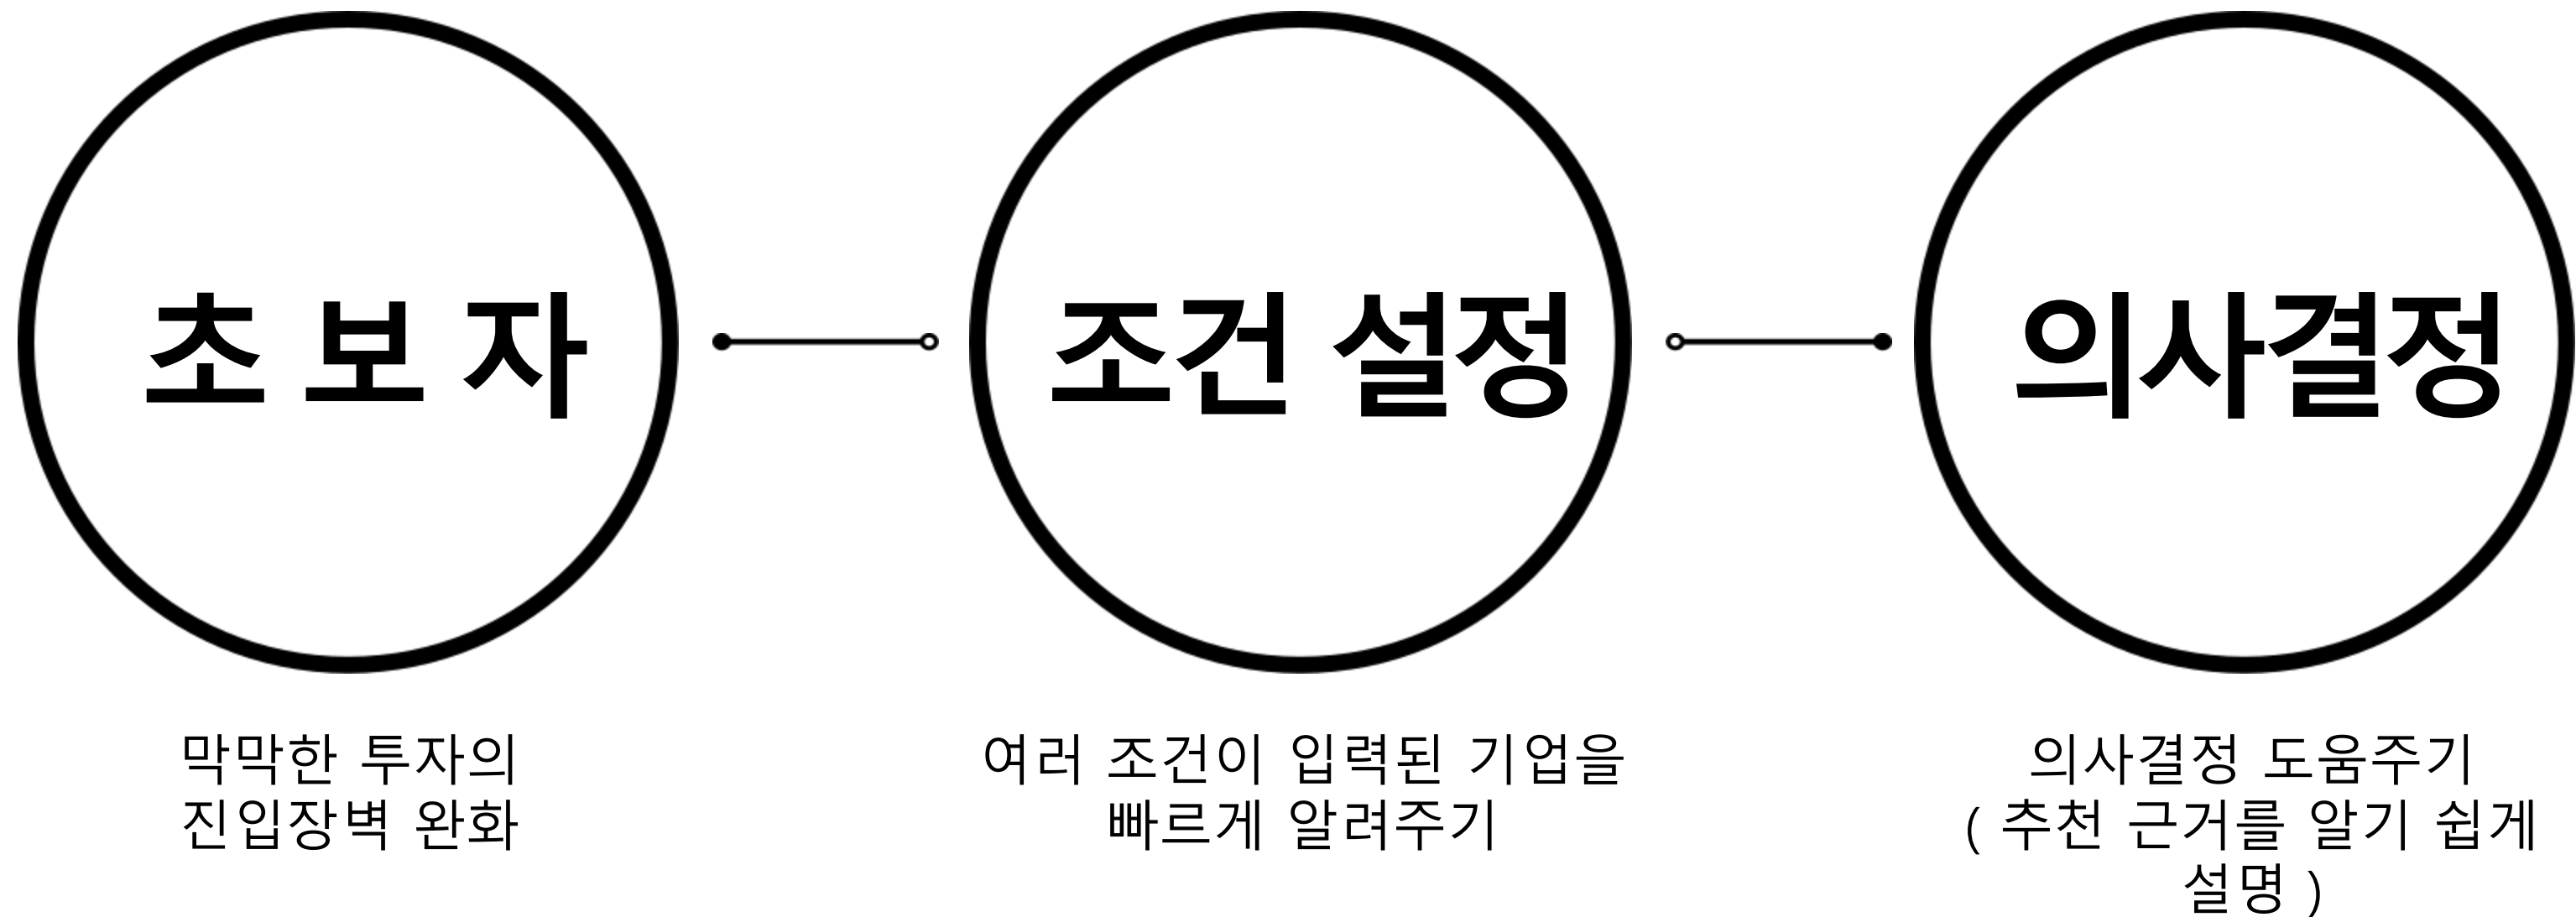 초 보 자
조건 설정
의사결정
막막한 투자의
진입장벽 완화
여러 조건이 입력된 기업을
빠르게 알려주기
의사결정 도움주기
( 추천 근거를 알기 쉽게
설명 )